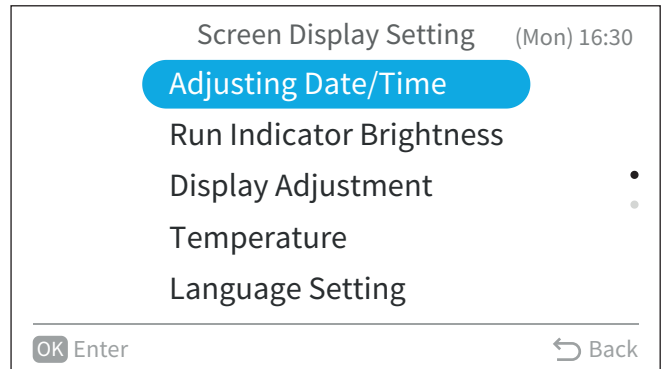 Screen Display Setting (Mon) 16:30
Adjusting Date/Time
Run Indicator Brightness
Display Adjustment
Temperature
Language Setting
OK Enter Back